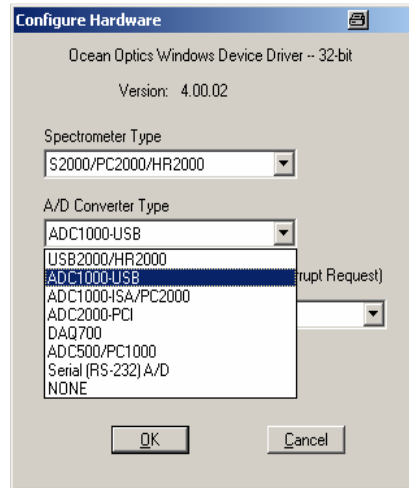 Configure Hardware
Ocean Optics Windows Device Driver -- 32-bit
Version: 4.00.02
Spectrometer Type
S2000/PC2000/HR2000
A/D Converter Type
ADC1000-USB
USB2000/HR2000
ADC1000-USB
rrupt Request)
ADC1000-ISA/PC2000
ADC2000-PCI
DAQ700
ADC500/PC1000
Serial (RS-232) A/D
NONE
OK
Cancel